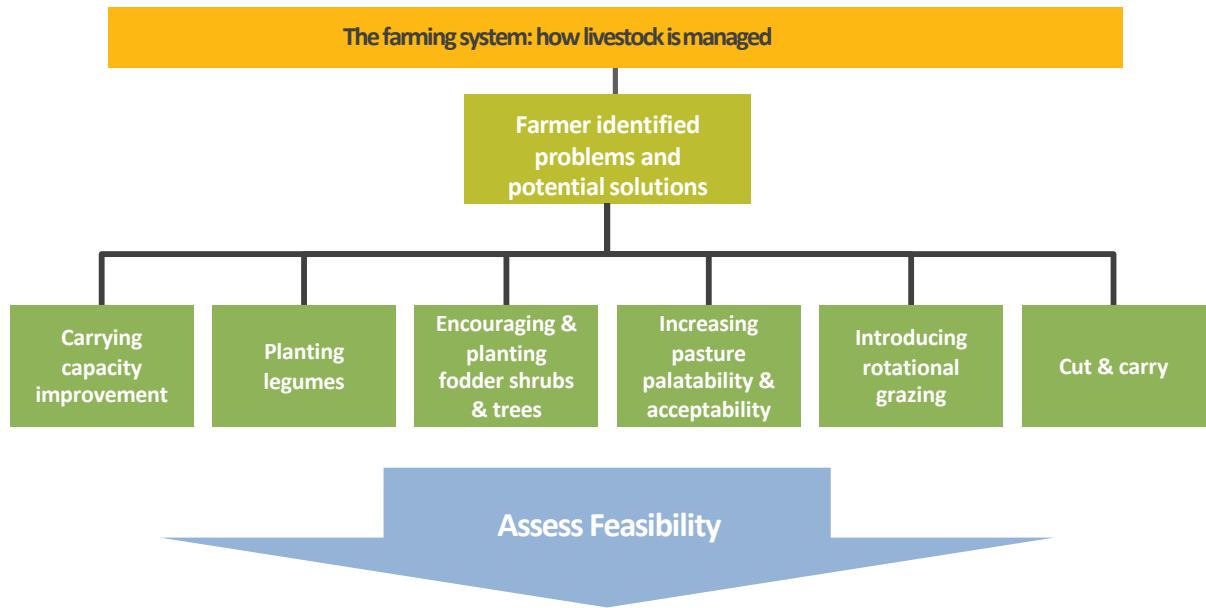 The farming system: how livestock is managed
Farmer identified
problems and
potential solutions
Carrying
capacity
improvement
Planting
legumes
Encouraging &
planting
fodder shrubs
& trees
Increasing
pasture
palatability &
acceptability
Introducing
rotational
grazing
Cut & carry
Assess Feasibility